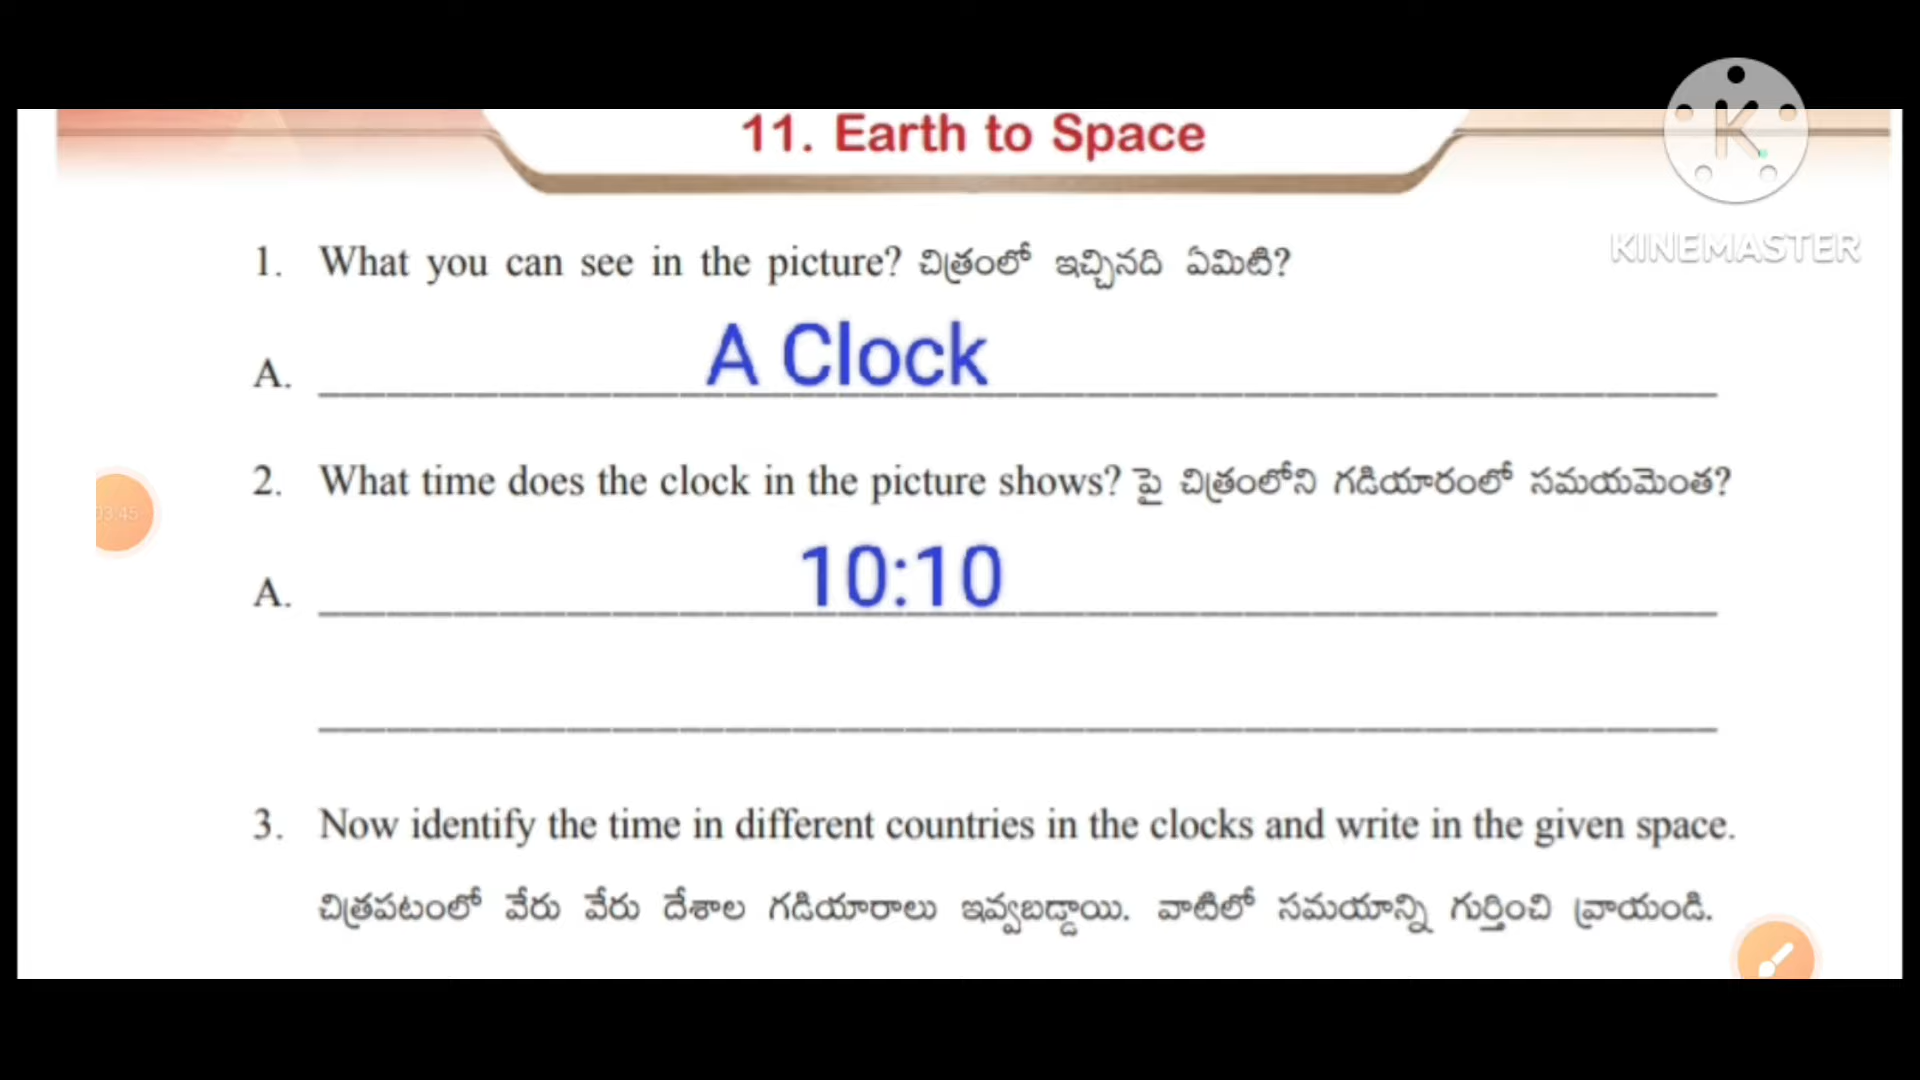 11. Earth to Space
KINEMASTER
1. What you can see in the picture? చిత్రంలో ఇచ్చినది ఏమిటి?
A. A Clock
2. What time does the clock in the picture shows? పై చిత్రంలోని గడియారంలో సమయమెంత?
03:45
A. 10:10
3. Now identify the time in different countries in the clocks and write in the given space.
చిత్రపటంలో వేరు వేరు దేశాల గడియారాలు ఇవ్వబడ్డాయి. వాటిలో సమయాన్ని గుర్తించి వ్రాయండి.